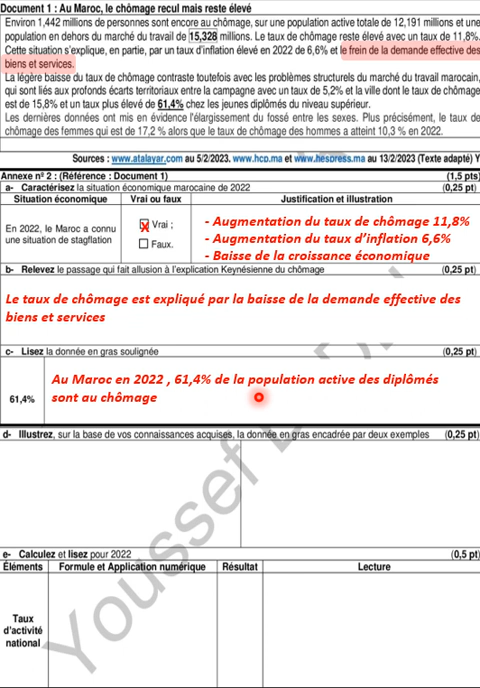 Document 1 : Au Maroc, le chômage recul mais reste élevé
Environ 1,442 millions de personnes sont encore au chômage, sur une population active totale de 12,191 millions et une
population en dehors du marché du travail de 15,328 millions. Le taux de chômage reste élevé avec un taux de 11,8%.
Cette situation s'explique, en partie, par un taux d'inflation élevé en 2022 de 6,6% et le frein de la demande effective des
biens et services.
La légère baisse du taux de chômage contraste toutefois avec les problèmes structurels du marché du travail marocain,
qui sont liés aux profonds écarts territoriaux entre la campagne avec un taux de 5,2% et la ville dont le taux de chômage
est de 15,8% et un taux plus élevé de 61,4% chez les jeunes diplômés du niveau supérieur.
Les dernières données ont mis en évidence l'élargissement du fossé entre les sexes. Plus précisément, le taux de
chômage des femmes qui est de 17,2 % alors que le taux de chômage des hommes a atteint 10,3 % en 2022.
Sources : www.atalayar.com au 5/2/2023. www.hcp.ma et www.hespress.ma au 13/2/2023 (Texte adapté) Y
Annexe nº 2 : (Référence : Document 1) (1,5 pts)
a- Caractérisez la situation économique marocaine de 2022 (0,25 pt)
Situation économique Vrai ou faux Justification et illustration
En 2022, le Maroc a connu
une situation de stagflation
X Vrai ;
Faux.
- Augmentation du taux de chômage 11,8%
- Augmentation du taux d'inflation 6,6%
- Baisse de la croissance économique
b- Relevez le passage qui fait allusion à l'explication Keynésienne du chômage (0,25 pt)
Le taux de chômage est expliqué par la baisse de la demande effective des
biens et services
c- Lisez la donnée en gras soulignée (0,25 pt)
61,4%
Au Maroc en 2022 , 61,4% de la population active des diplômés
sont au chômage
d- Illustrez, sur la base de vos connaissances acquises, la donnée en gras encadrée par deux exemples (0,25 pt)
e- Calculez et lisez pour 2022 (0,5 pt)
Éléments Formule et Application numérique Résultat Lecture
Taux
d'activité
national
Youssef